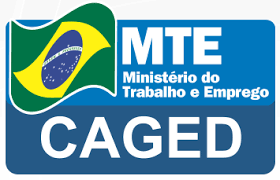 MTE
Ministério do
Trabalho e Emprego
CAGED